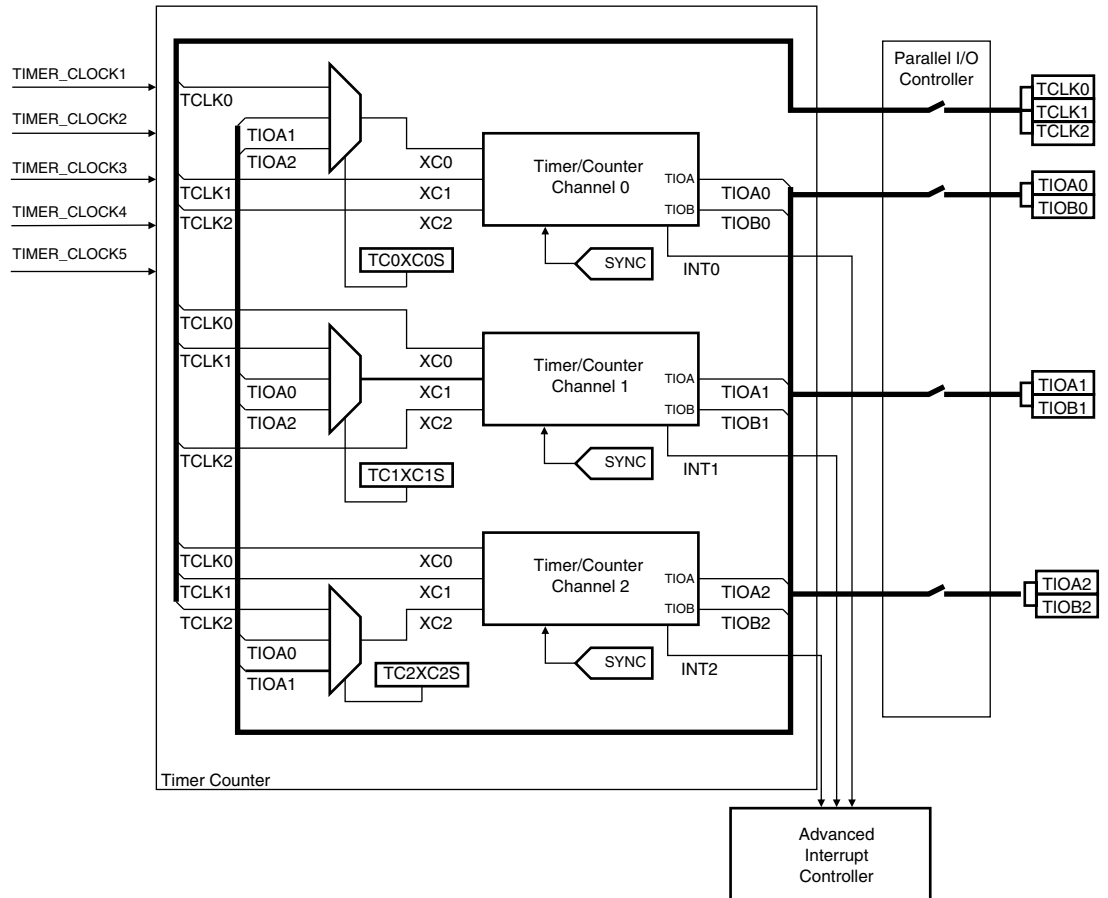 TIMER_CLOCK1
TIMER_CLOCK2
TIMER_CLOCK3
TIMER_CLOCK4
TIMER_CLOCK5
TCLK0
TIOA1
TIOA2
TCLK1
TCLK2
XC0
XC1
XC2
TC0XC0S
Timer/Counter
Channel 0
TIOA
TIOB
TIOA0
TIOB0
SYNC
INT0
TCLK0
TCLK1
TIOA0
TIOA2
TCLK2
XC0
XC1
XC2
TC1XC1S
Timer/Counter
Channel 1
TIOA
TIOB
TIOA1
TIOB1
SYNC
INT1
TCLK0
TCLK1
TCLK2
TIOA0
TIOA1
XC0
XC1
XC2
TC2XC2S
Timer/Counter
Channel 2
TIOA
TIOB
TIOA2
TIOB2
SYNC
INT2
Timer Counter
Parallel I/O
Controller
TCLK0
TCLK1
TCLK2
TIOA0
TIOB0
TIOA1
TIOB1
TIOA2
TIOB2
Advanced
Interrupt
Controller